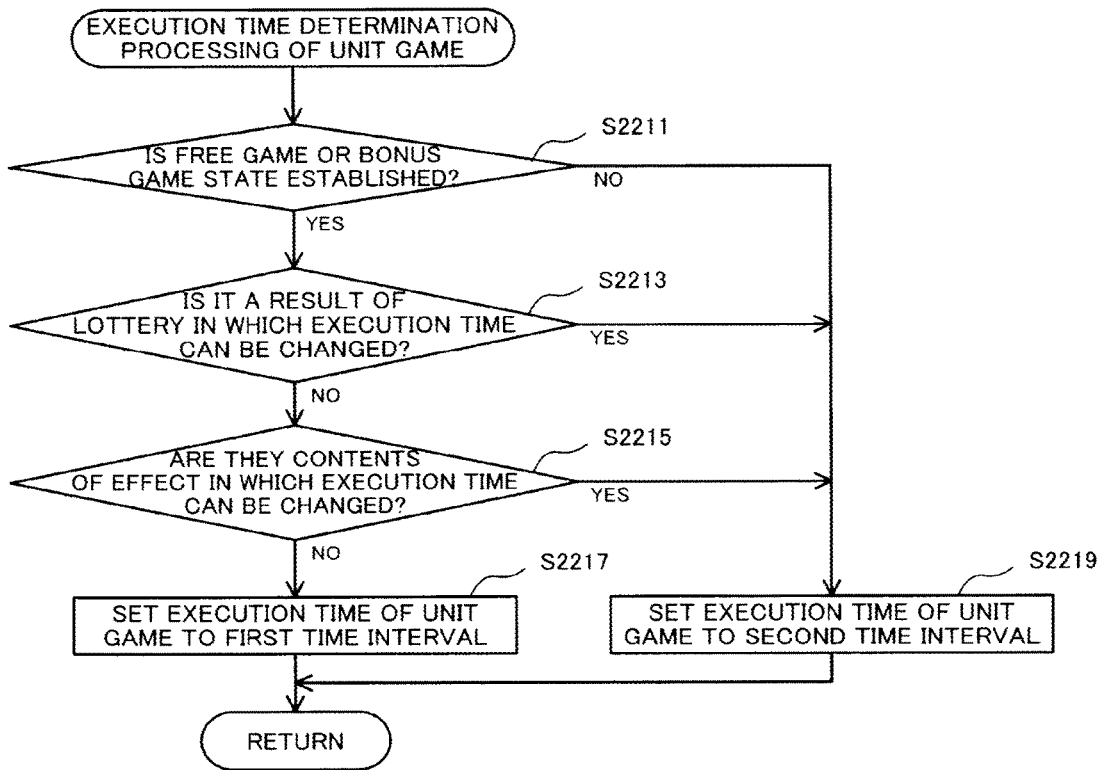 EXECUTION TIME DETERMINATION
PROCESSING OF UNIT GAME
S2211
IS FREE GAME OR BONUS
GAME STATE ESTABLISHED?
NO
YES
S2213
IS IT A RESULT OF
LOTTERY IN WHICH EXECUTION TIME
CAN BE CHANGED?
YES
NO
S2215
ARE THEY CONTENTS
OF EFFECT IN WHICH EXECUTION TIME
CAN BE CHANGED?
YES
NO
S2217
SET EXECUTION TIME OF UNIT
GAME TO FIRST TIME INTERVAL
S2219
SET EXECUTION TIME OF UNIT
GAME TO SECOND TIME INTERVAL
RETURN